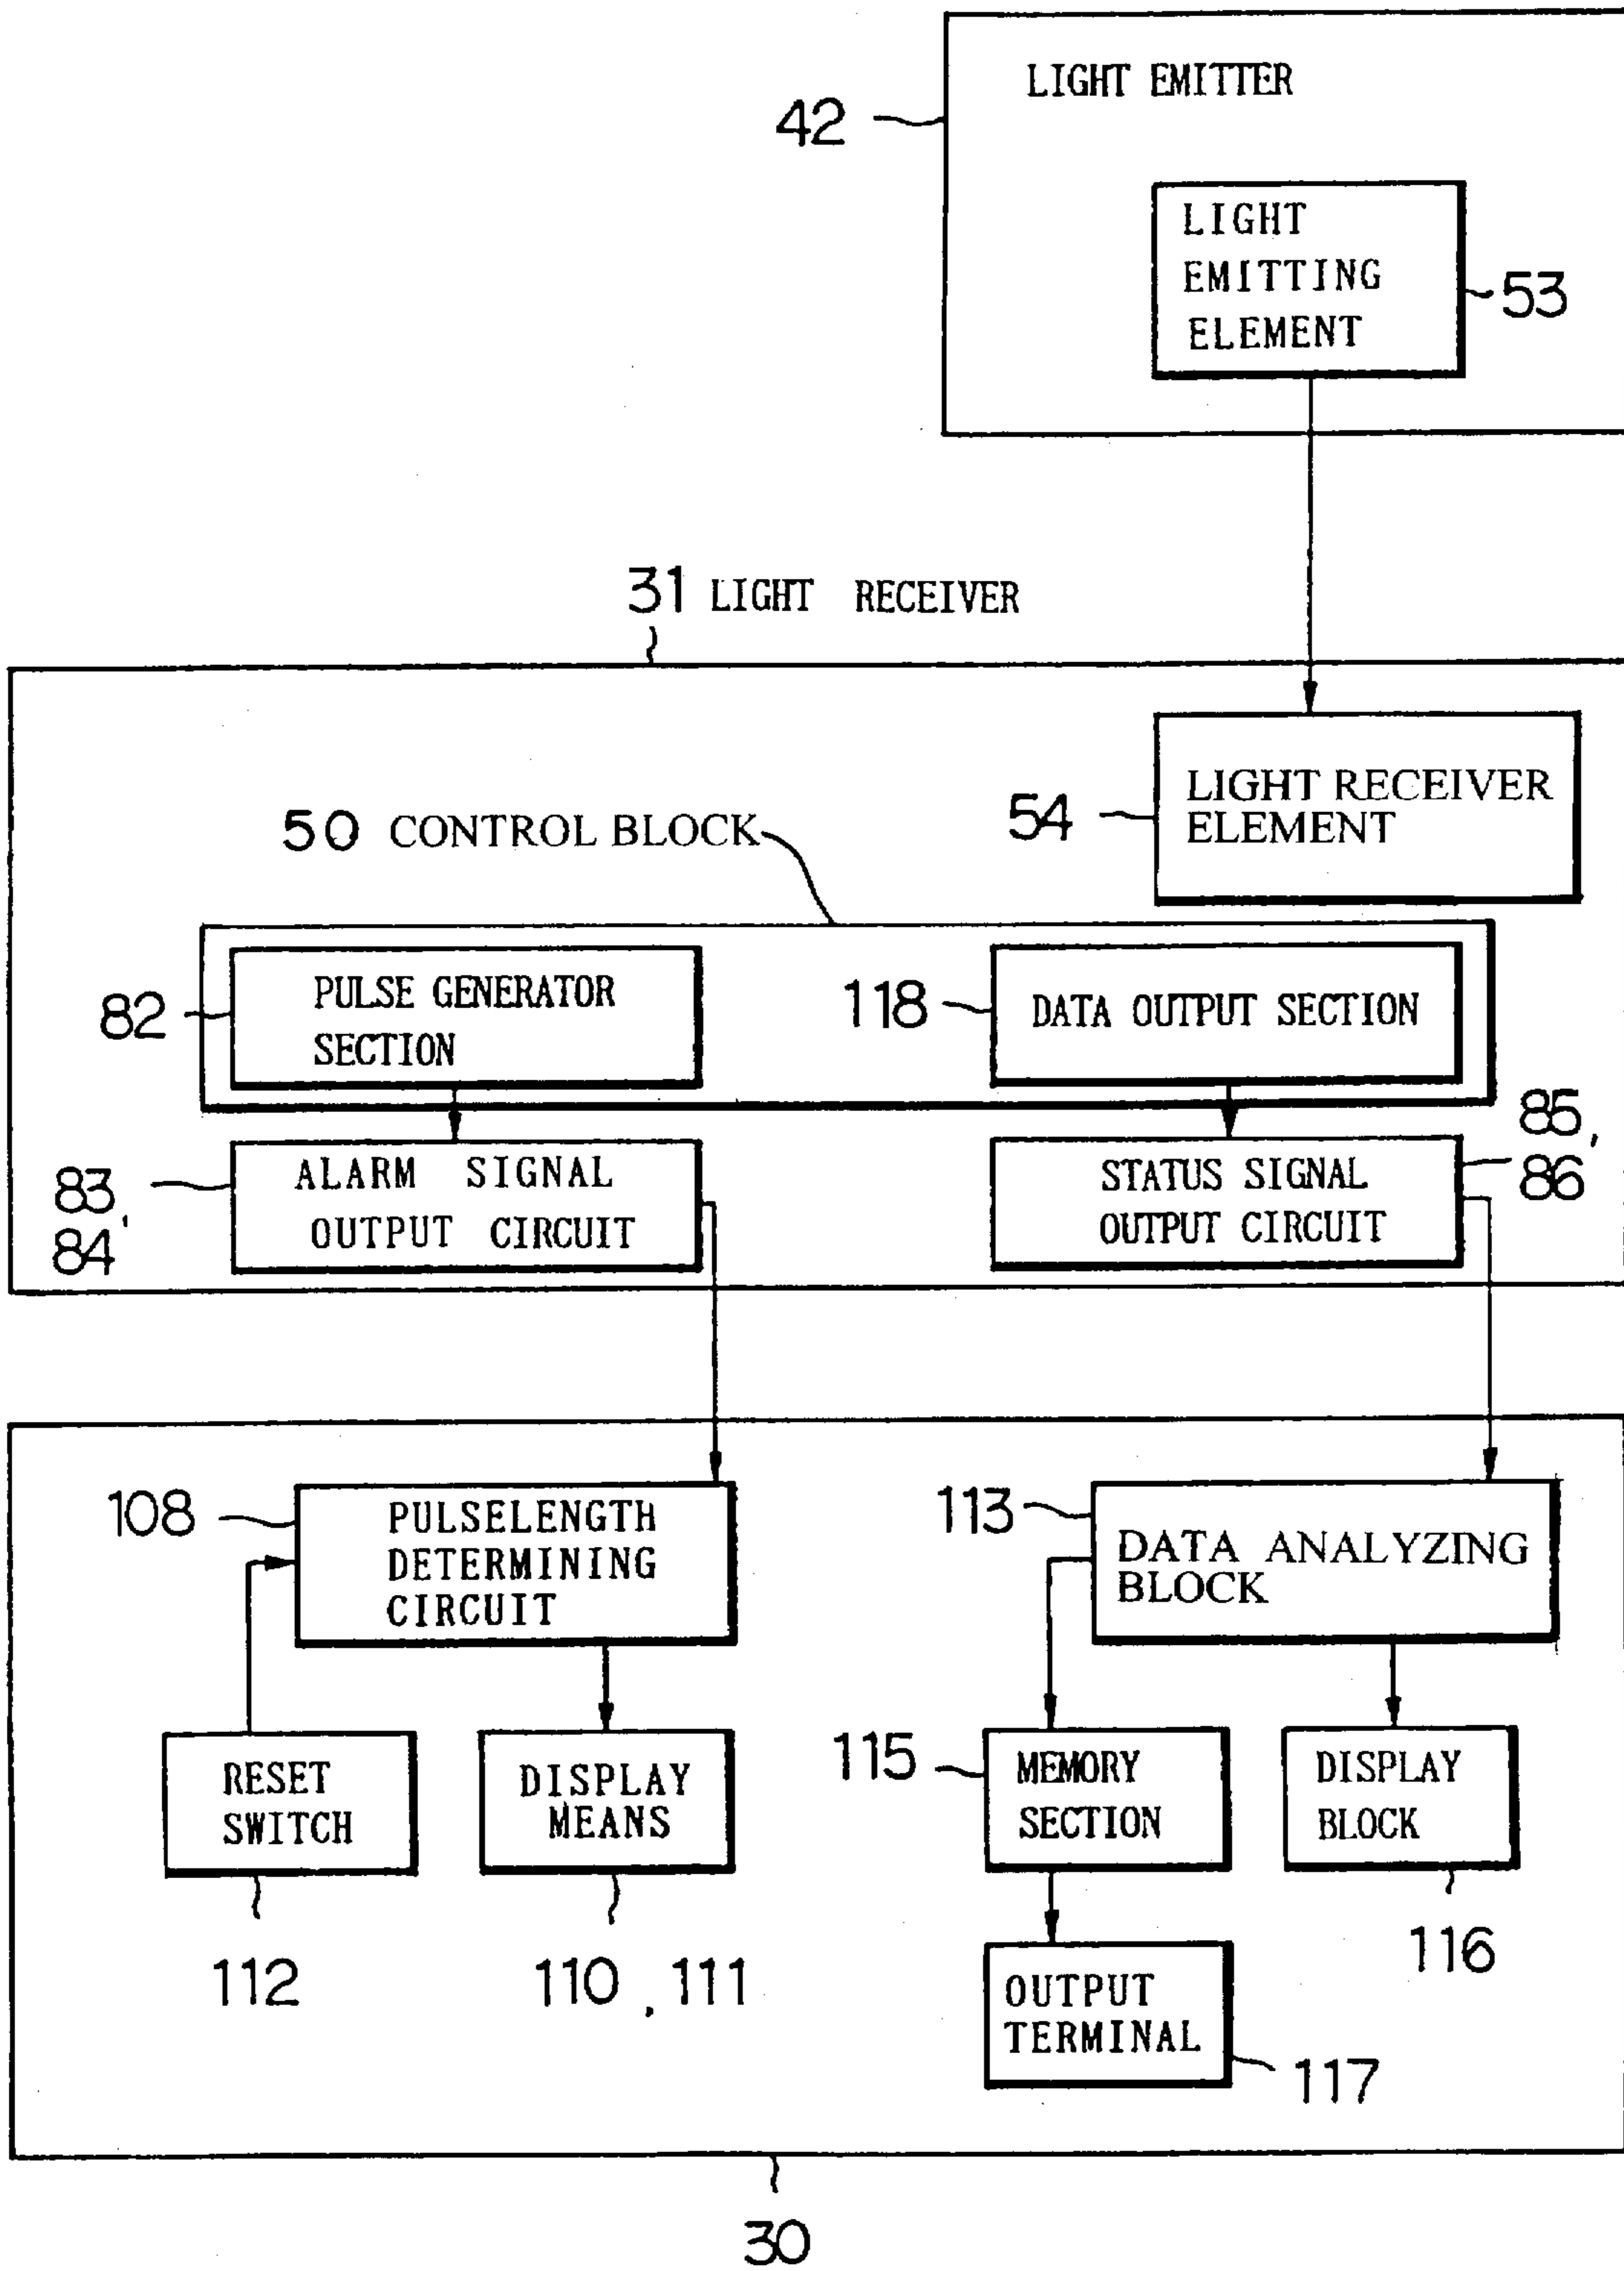 LIGHT EMITTER
42
LIGHT
EMITTING
ELEMENT
53
31 LIGHT RECEIVER
LIGHT RECEIVER
ELEMENT
54
50 CONTROL BLOCK
PULSE GENERATOR
SECTION
82
118
DATA OUTPUT SECTION
85,
86
83,
84
ALARM SIGNAL
OUTPUT CIRCUIT
STATUS SIGNAL
OUTPUT CIRCUIT
108
PULSELENGTH
DETERMINING
CIRCUIT
113
DATA ANALYZING
BLOCK
RESET
SWITCH
DISPLAY
MEANS
115
MEMORY
SECTION
DISPLAY
BLOCK
112
110, 111
116
OUTPUT
TERMINAL
117
30